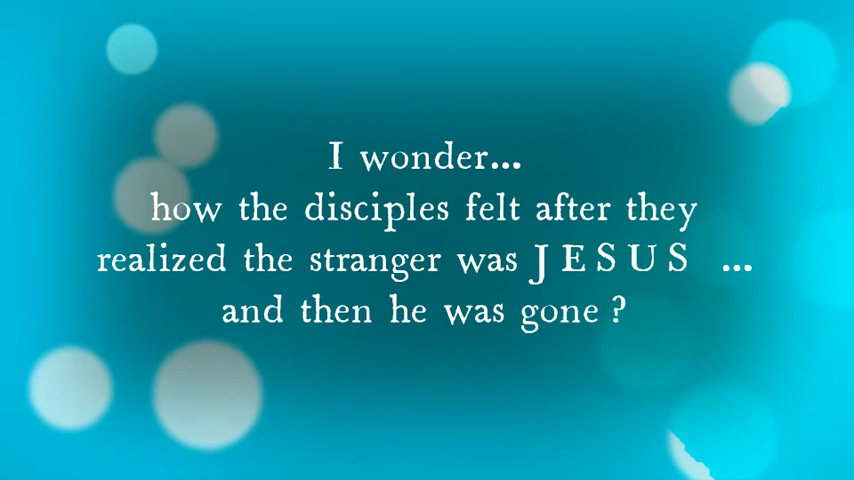 I wonder...
how the disciples felt after they
realized the stranger was J E S U S ...
and then he was gone ?